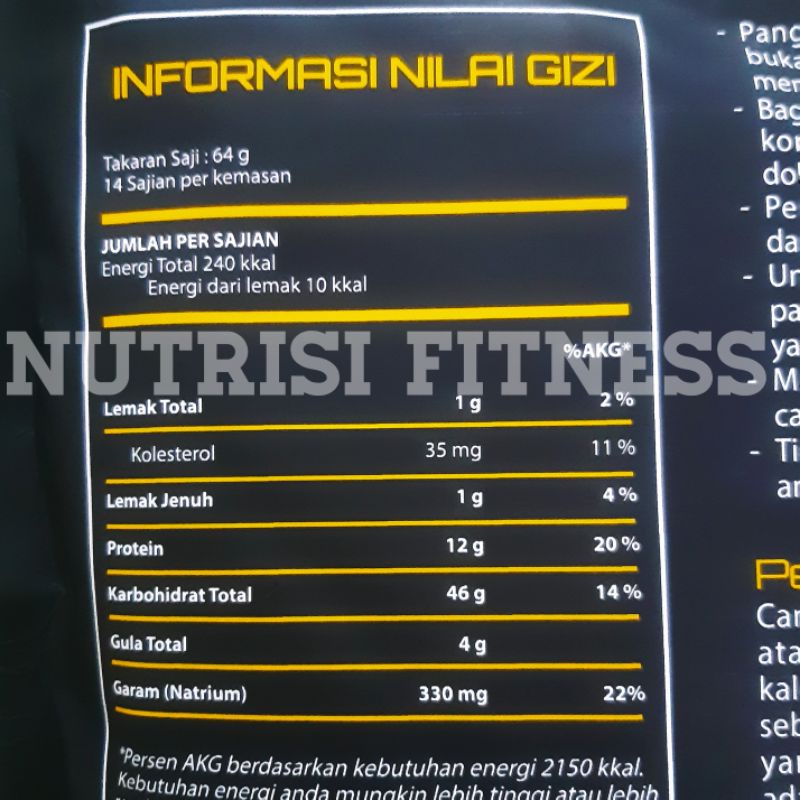 INFORMASI NILAI GIZI
Takaran Saji : 64 g
14 Sajian per kemasan
JUMLAH PER SAJIAN
Energi Total 240 kkal
Energi dari lemak 10 kkal
NUTRISI FITNESS
%AKG*
Lemak Total 1 g 2 %
Kolesterol 35 mg 11 %
Lemak Jenuh 1 g 4 %
Protein 12 g 20 %
Karbohidrat Total 46 g 14 %
Gula Total 4 g
Garam (Natrium) 330 mg 22%
*Persen AKG berdasarkan kebutuhan energi 2150 kkal.
Kebutuhan energi anda mungkin lebih tinggi atau lebih